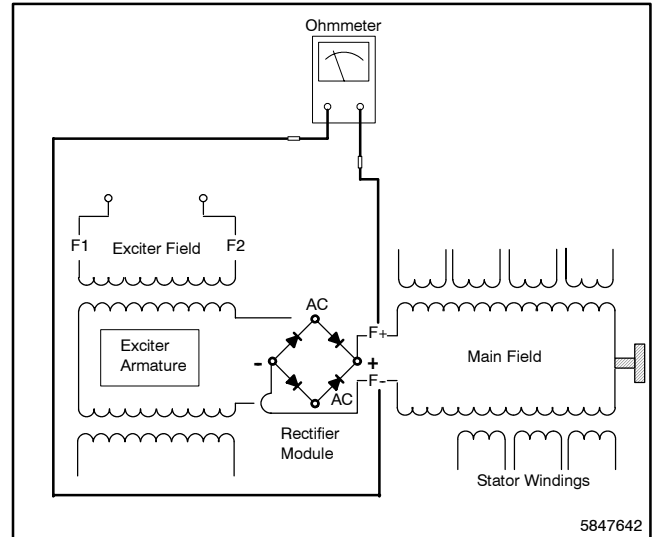 Ohmmeter
F1
Exciter Field
F2
AC
F+
Exciter
Armature
-
+
Main Field
F-
AC
Rectifier
Module
Stator Windings
5847642